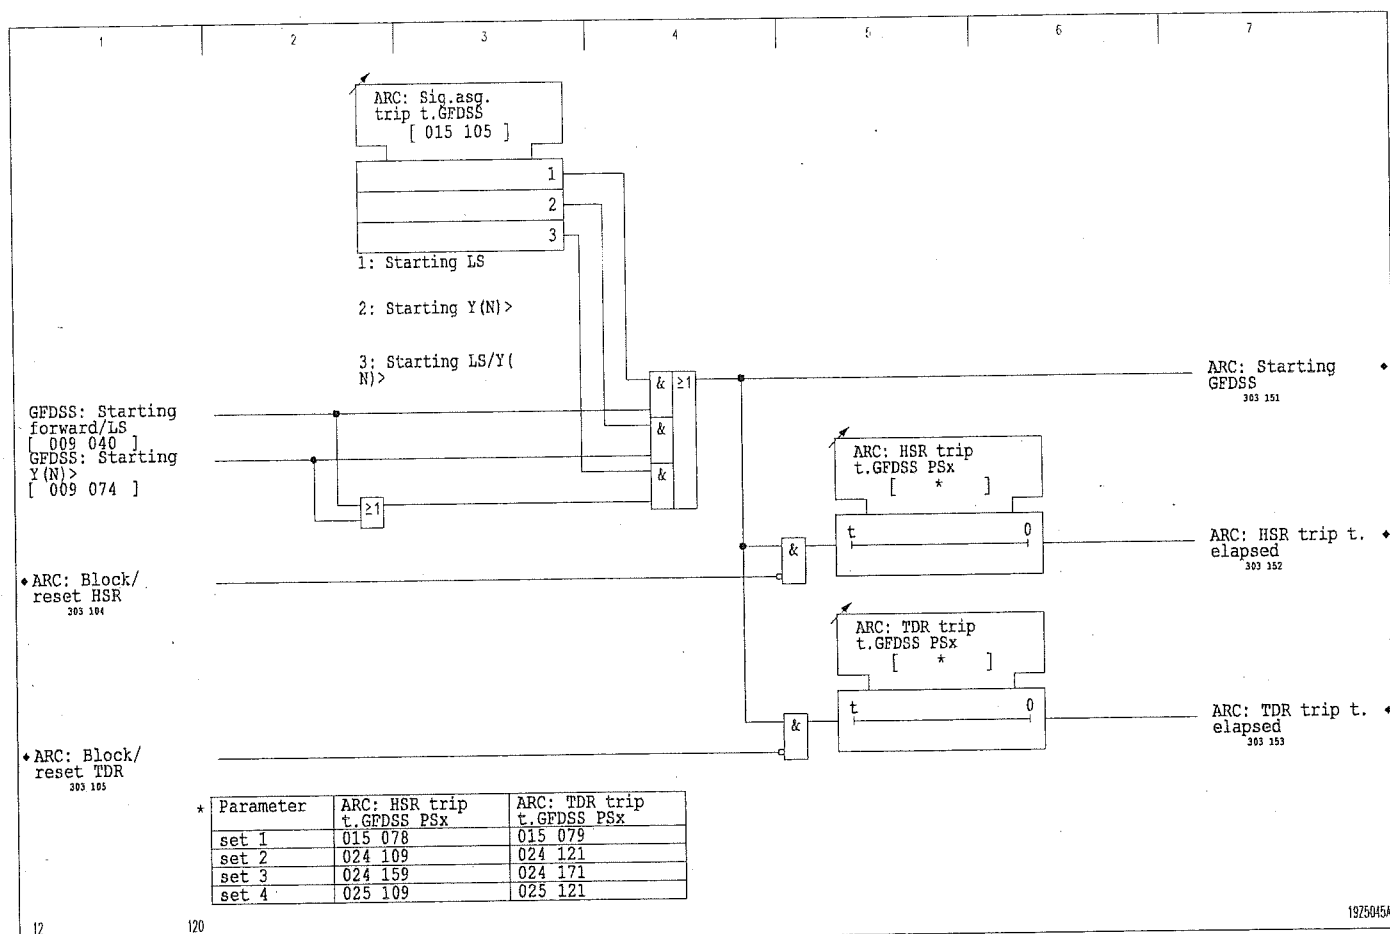 1 2 3 4 5 6 7
ARC: Sig.asg.
trip t.GFDSS
[ 015 105 ]
1
2
3
1: Starting LS
2: Starting Y(N)>
3: Starting LS/Y(
N)>
& ≥1
&
&
ARC: Starting
GFDSS
303 151
GFDSS: Starting
forward/LS
[ 009 040 ]
GFDSS: Starting
Y(N)>
[ 009 074 ]
≥1
ARC: HSR trip
t.GFDSS PSx
[ * ]
t 0
&
ARC: HSR trip t.
elapsed
303 152
ARC: Block/
reset HSR
303 104
ARC: TDR trip
t.GFDSS PSx
[ * ]
t 0
&
ARC: TDR trip t.
elapsed
303 153
ARC: Block/
reset TDR
303 105
* Parameter ARC: HSR trip t.GFDSS PSx ARC: TDR trip t.GFDSS PSx
set 1 015 078 015 079
set 2 024 109 024 121
set 3 024 159 024 171
set 4 025 109 025 121
12 120
19Z5045A